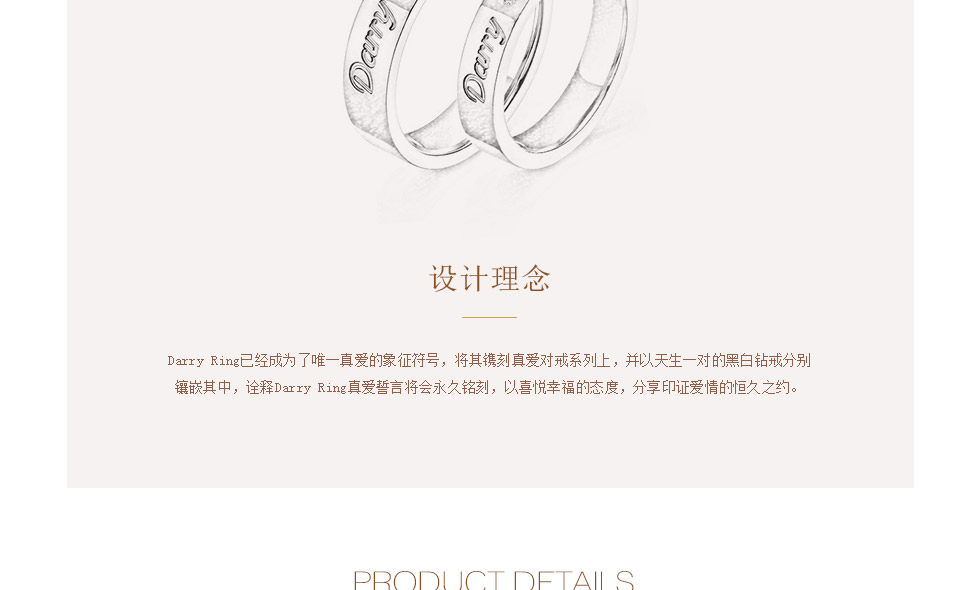 Darry
Darry
设计理念
Darry Ring已经成为了唯一真爱的象征符号，将其镌刻真爱对戒系列上，并以天生一对的黑白钻戒分别
镶嵌其中，诠释Darry Ring真爱誓言将会永久铭刻，以喜悦幸福的态度，分享印证爱情的恒久之约。
PRODUCT DETAILS